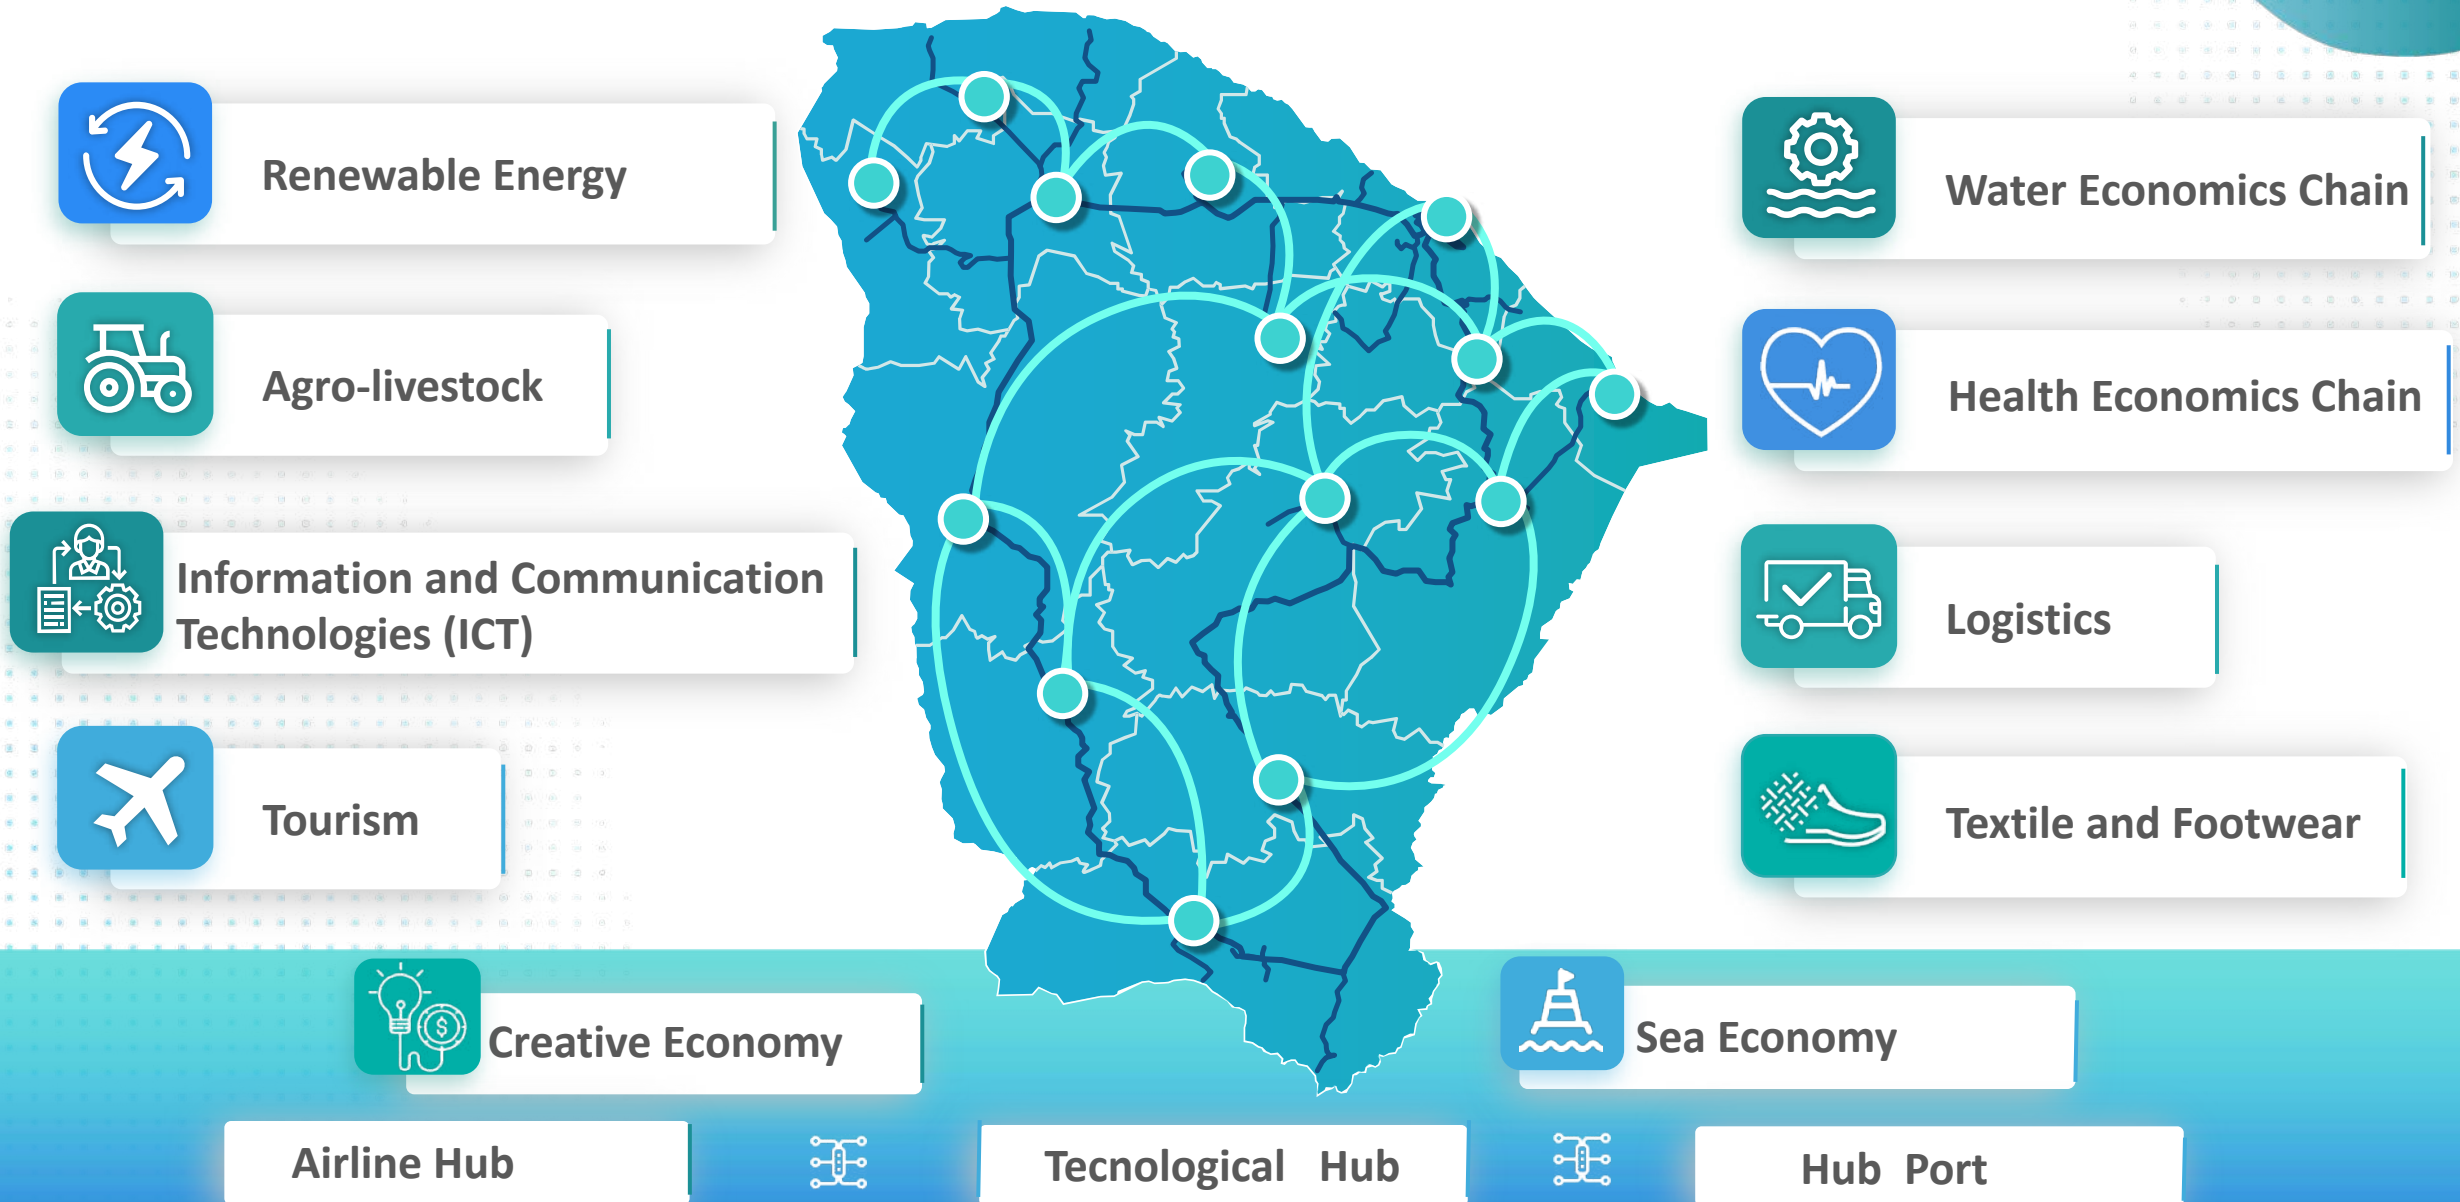 Renewable Energy
Agro-livestock
Information and Communication
Technologies (ICT)
Tourism
Water Economics Chain
Health Economics Chain
Logistics
Textile and Footwear
Creative Economy
$
Sea Economy
Airline Hub
Tecnological Hub
Hub Port